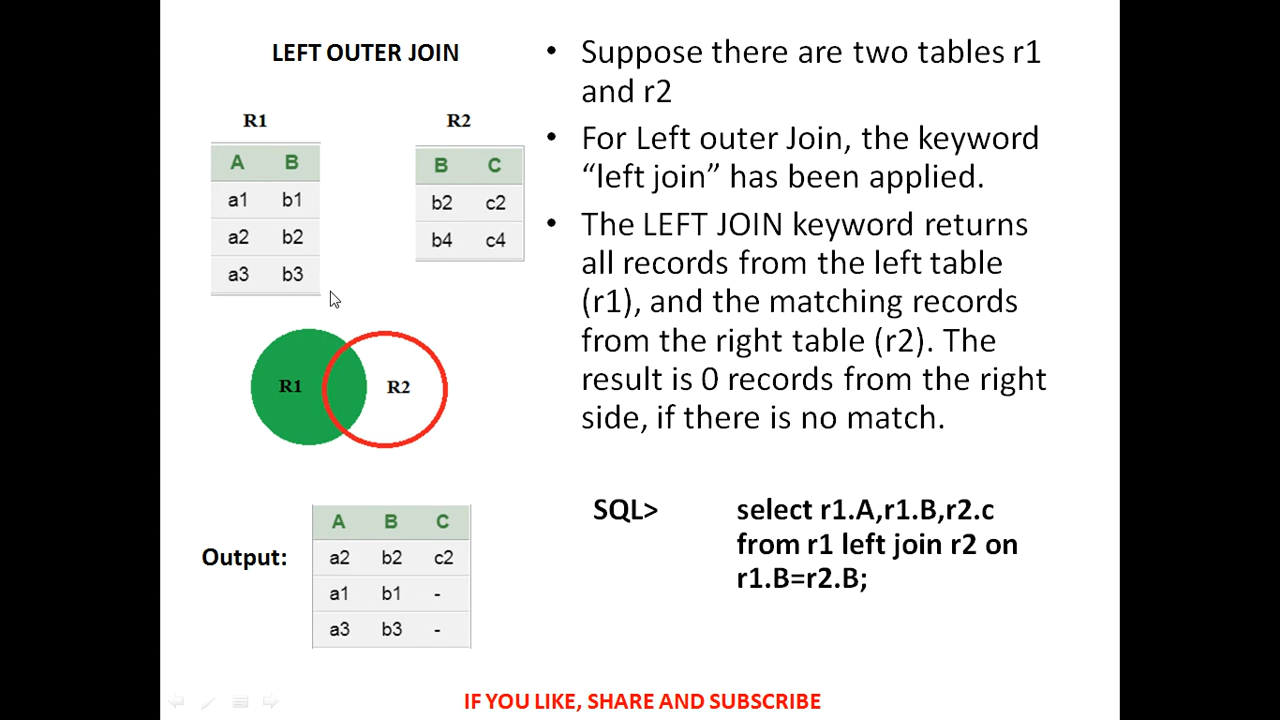 LEFT OUTER JOIN
R1
A B
a1 b1
a2 b2
a3 b3
R2
B C
b2 c2
b4 c4
R1 R2
Output:
A B C
a2 b2 c2
a1 b1 -
a3 b3 -
• Suppose there are two tables r1
and r2
• For Left outer Join, the keyword
“left join” has been applied.
• The LEFT JOIN keyword returns
all records from the left table
(r1), and the matching records
from the right table (r2). The
result is 0 records from the right
side, if there is no match.
SQL> select r1.A,r1.B,r2.c
from r1 left join r2 on
r1.B=r2.B;
IF YOU LIKE, SHARE AND SUBSCRIBE